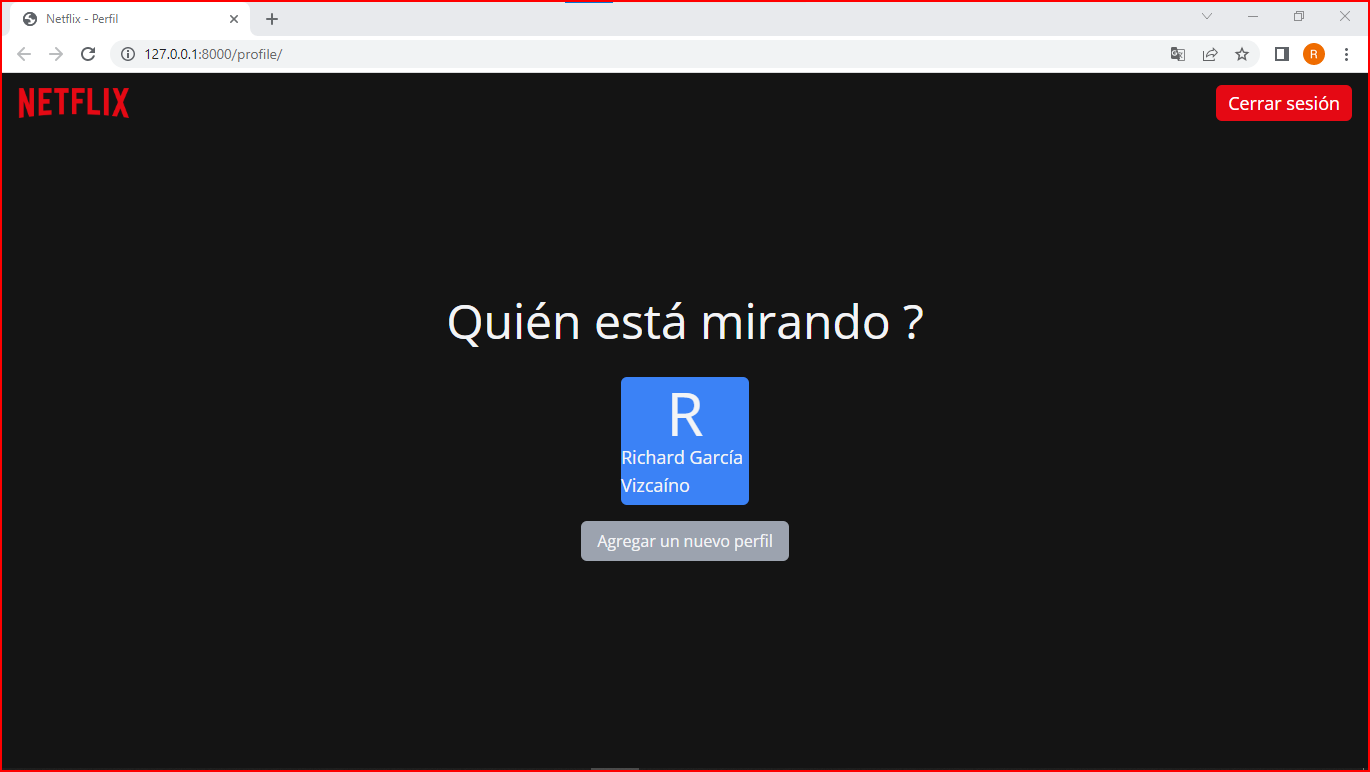 Netflix - Perfil
127.0.0.1:8000/profile/
R
NETFLIX
Cerrar sesión
Quién está mirando ?
R
Richard García
Vizcaíno
Agregar un nuevo perfil